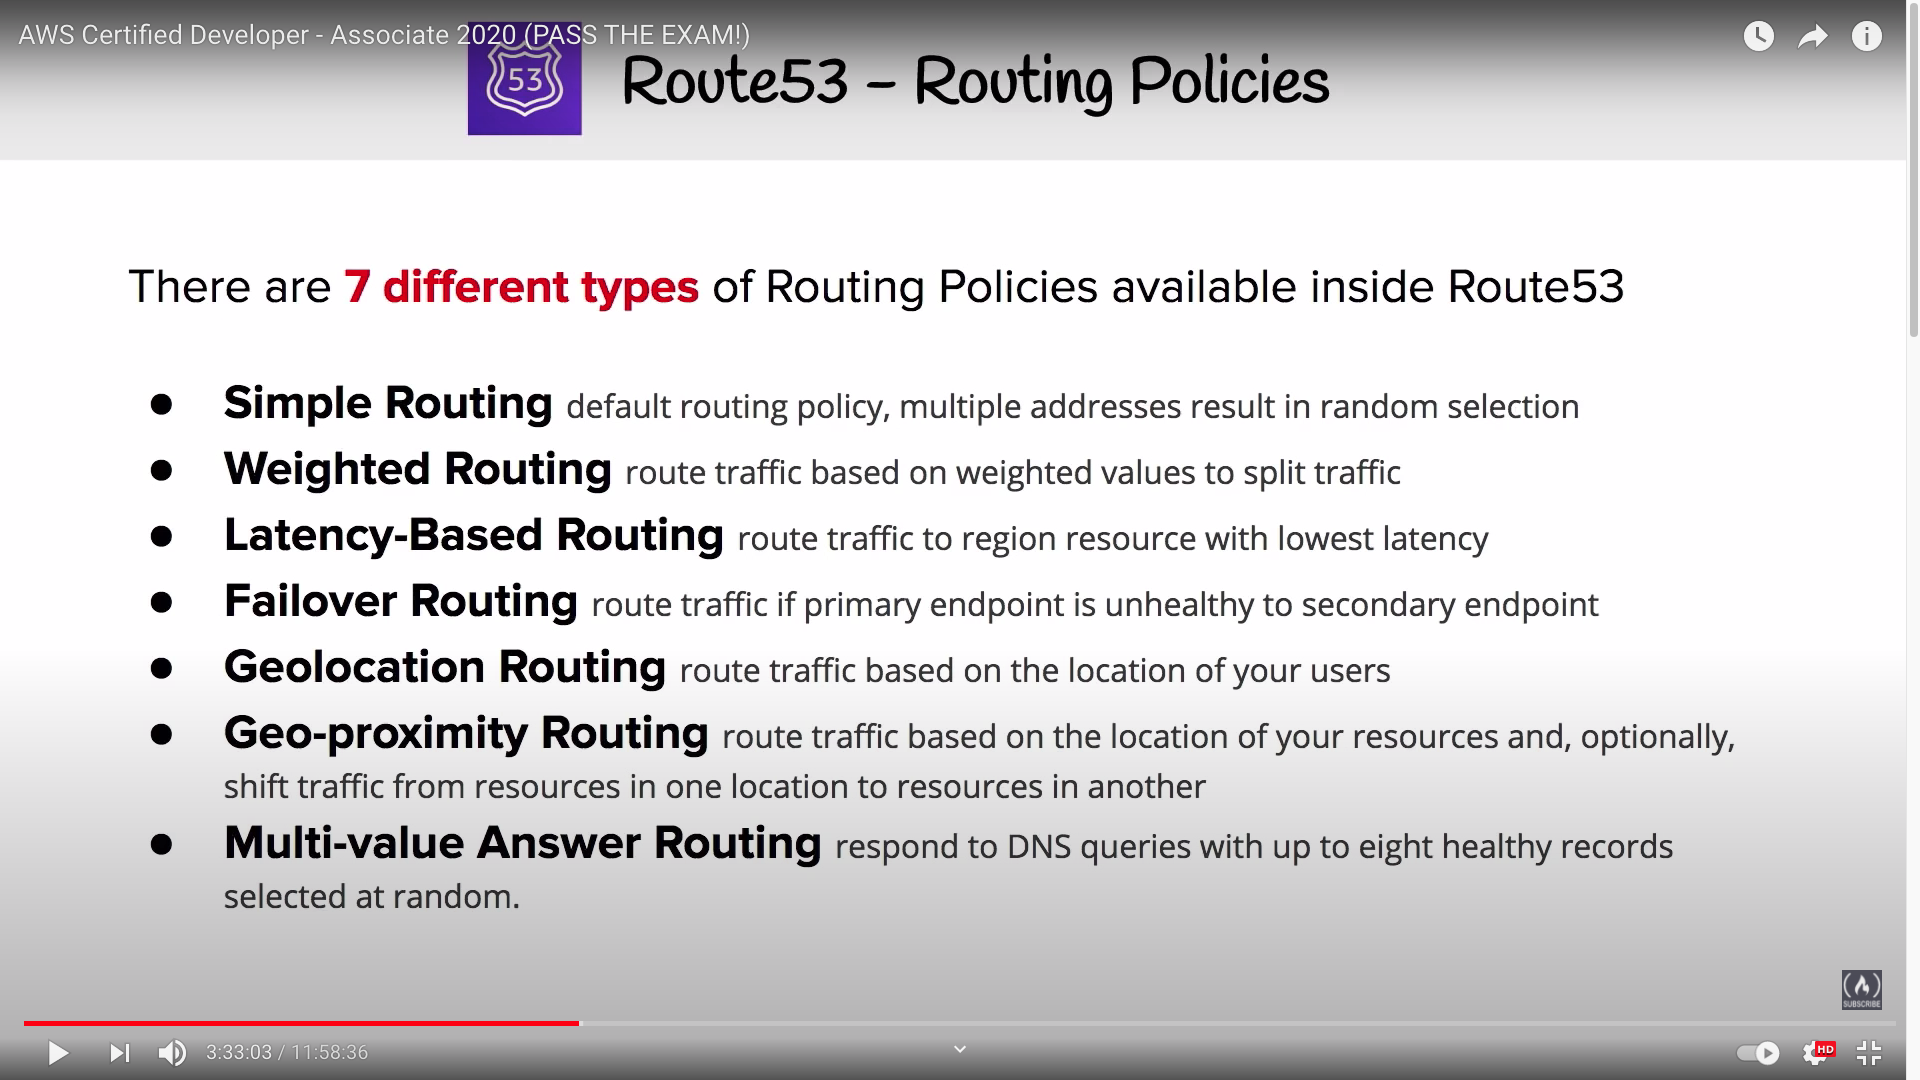 AWS Certified Developer - Associate 2020 (PASS THE EXAM!)
53
Route53 – Routing Policies
There are 7 different types of Routing Policies available inside Route53
● Simple Routing default routing policy, multiple addresses result in random selection
● Weighted Routing route traffic based on weighted values to split traffic
● Latency-Based Routing route traffic to region resource with lowest latency
● Failover Routing route traffic if primary endpoint is unhealthy to secondary endpoint
● Geolocation Routing route traffic based on the location of your users
● Geo-proximity Routing route traffic based on the location of your resources and, optionally,
shift traffic from resources in one location to resources in another
● Multi-value Answer Routing respond to DNS queries with up to eight healthy records
selected at random.
SUBSCRIBE
3:33:03 / 11:58:36
HD